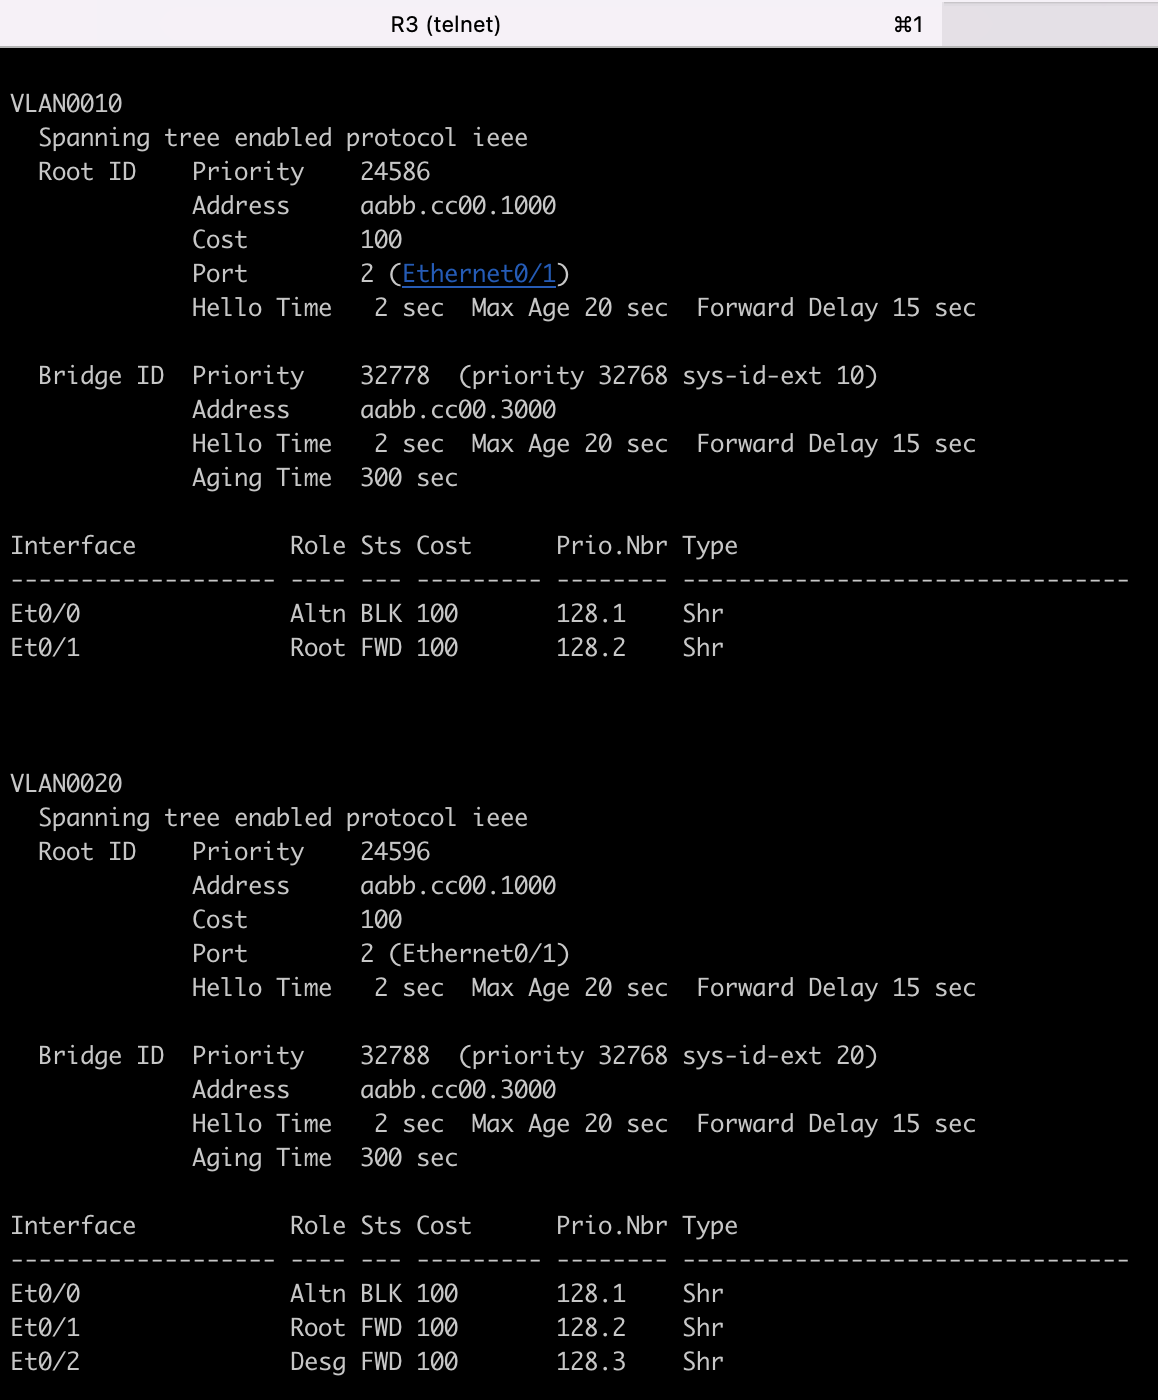 R3 (telnet) ⌘1
VLAN0010
  Spanning tree enabled protocol ieee
  Root ID    Priority    24586
             Address     aabb.cc00.1000
             Cost        100
             Port        2 (Ethernet0/1)
             Hello Time   2 sec  Max Age 20 sec  Forward Delay 15 sec

  Bridge ID  Priority    32778  (priority 32768 sys-id-ext 10)
             Address     aabb.cc00.3000
             Hello Time   2 sec  Max Age 20 sec  Forward Delay 15 sec
             Aging Time  300 sec

Interface           Role Sts Cost      Prio.Nbr Type
------------------- ---- --- --------- -------- --------------------------------
Et0/0               Altn BLK 100       128.1    Shr
Et0/1               Root FWD 100       128.2    Shr

VLAN0020
  Spanning tree enabled protocol ieee
  Root ID    Priority    24596
             Address     aabb.cc00.1000
             Cost        100
             Port        2 (Ethernet0/1)
             Hello Time   2 sec  Max Age 20 sec  Forward Delay 15 sec

  Bridge ID  Priority    32788  (priority 32768 sys-id-ext 20)
             Address     aabb.cc00.3000
             Hello Time   2 sec  Max Age 20 sec  Forward Delay 15 sec
             Aging Time  300 sec

Interface           Role Sts Cost      Prio.Nbr Type
------------------- ---- --- --------- -------- --------------------------------
Et0/0               Altn BLK 100       128.1    Shr
Et0/1               Root FWD 100       128.2    Shr
Et0/2               Desg FWD 100       128.3    Shr